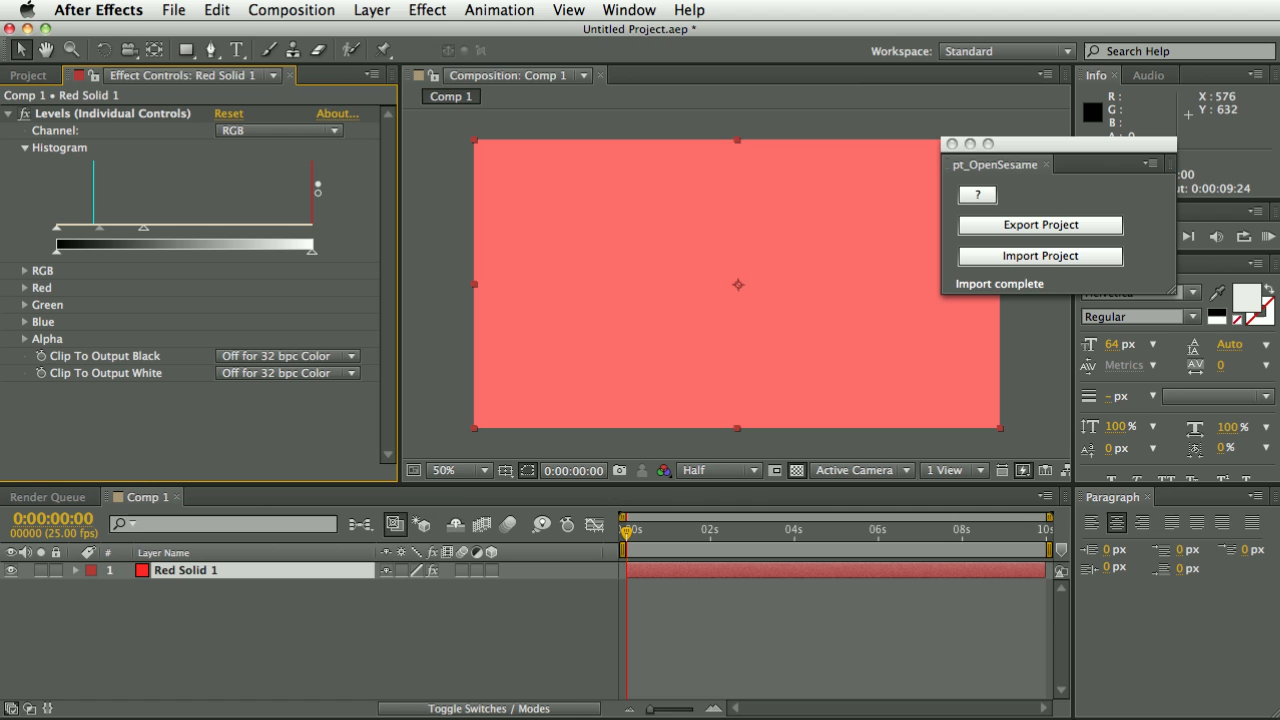 After Effects File Edit Composition Layer Effect Animation View Window Help
Untitled Project.aep *
Workspace: Standard Search Help
Project Effect Controls: Red Solid 1 Composition: Comp 1 Info Audio
Comp 1 • Red Solid 1
Comp 1
R : X : 576
G : Y : 632
B :
Levels (Individual Controls) Reset About...
Channel: RGB
Histogram
RGB
Red
Green
Blue
Alpha
Clip To Output Black Off for 32 bpc Color
Clip To Output White Off for 32 bpc Color
pt_OpenSesame
?
Export Project
Import Project
Import complete
ut: 0:00:09:24
Regular
64 px Auto
Metrics 0
- px
100 % 100 %
0 px 0 %
50% 0:00:00:00 Half Active Camera 1 View
Render Queue Comp 1
0:00:00:00
00000 (25.00 fps)
02s 04s 06s 08s
# Layer Name
1 Red Solid 1
Toggle Switches / Modes
Paragraph
0 px 0 px 0 px
0 px 0 px